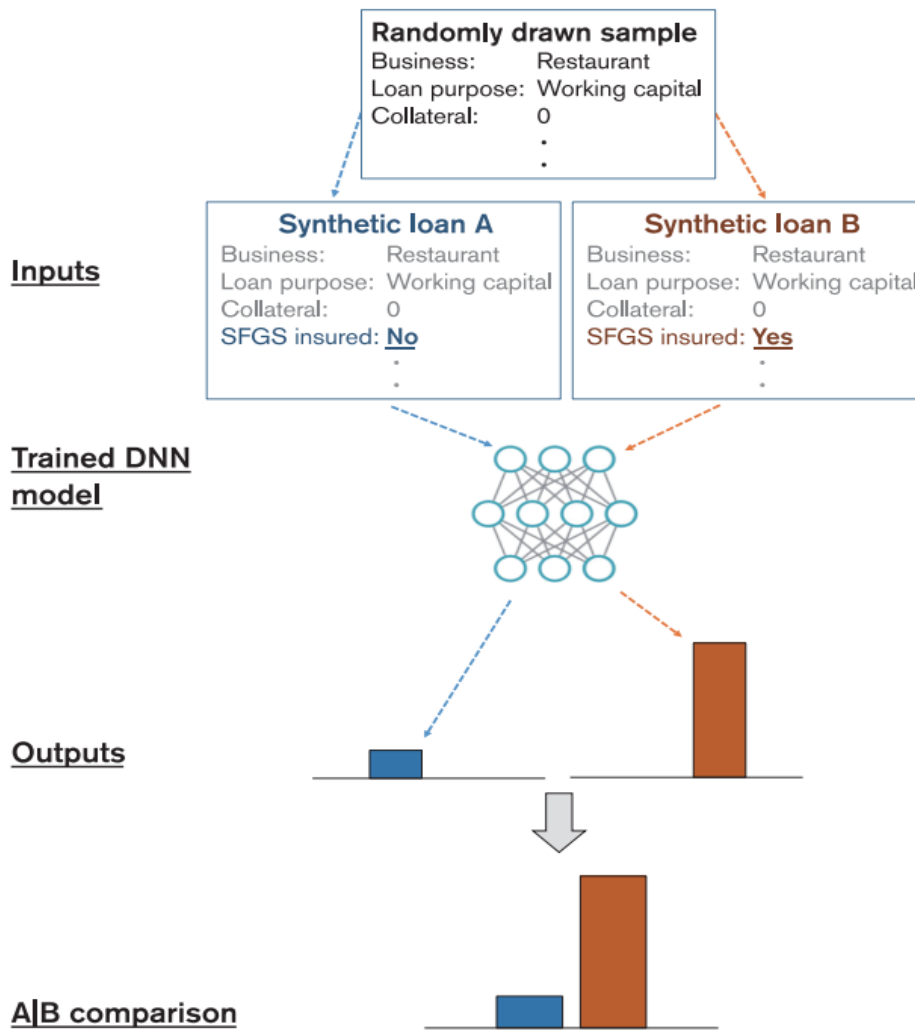 Randomly drawn sample
Business: Restaurant
Loan purpose: Working capital
Collateral: 0
.
.
Inputs
Synthetic loan A
Business: Restaurant
Loan purpose: Working capital
Collateral: 0
SFGS insured: No
.
.
Synthetic loan B
Business: Restaurant
Loan purpose: Working capital
Collateral: 0
SFGS insured: Yes
.
.
Trained DNN
model
Outputs
A|B comparison